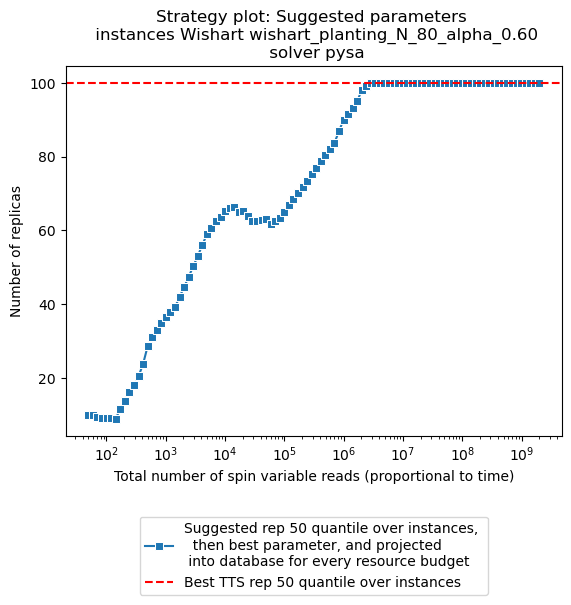 Strategy plot: Suggested parameters
instances Wishart wishart_planting_N_80_alpha_0.60
solver pysa
100
80
60
40
20
Number of replicas
10² 10³ 10⁴ 10⁵ 10⁶ 10⁷ 10⁸ 10⁹
Total number of spin variable reads (proportional to time)
Suggested rep 50 quantile over instances,
then best parameter, and projected
into database for every resource budget
Best TTS rep 50 quantile over instances